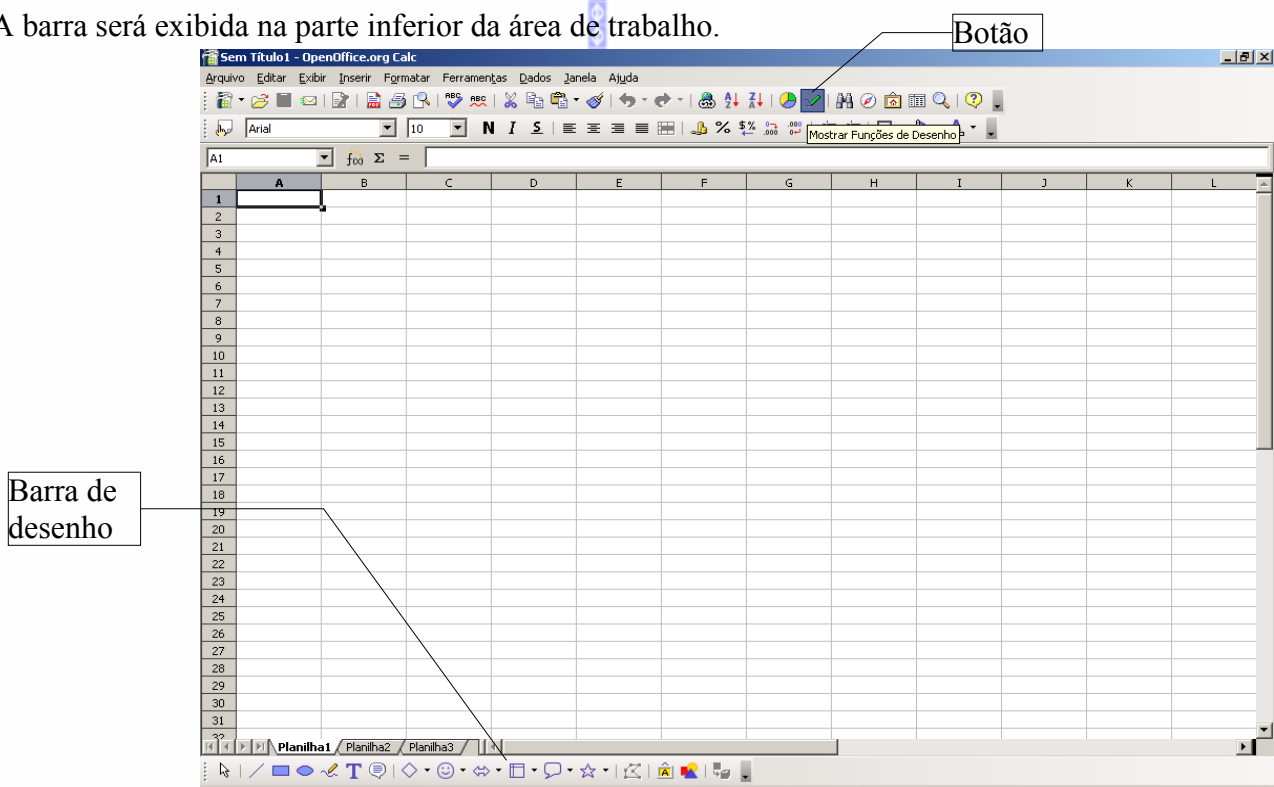 A barra será exibida na parte inferior da área de trabalho.
Botão
Sem Título1 - OpenOffice.org Calc
Arquivo Editar Exibir Inserir Formatar Ferramentas Dados Janela Ajuda
Arial 10 N I S
Mostrar Funções de Desenho
A1 f(x) Σ =
A B C D E F G H I J K L
1
2
3
4
5
6
7
8
9
10
11
12
13
14
15
16
17
Barra de
18
19
desenho
20
21
22
23
24
25
26
27
28
29
30
31
32
Planilha1 Planilha2 Planilha3
T